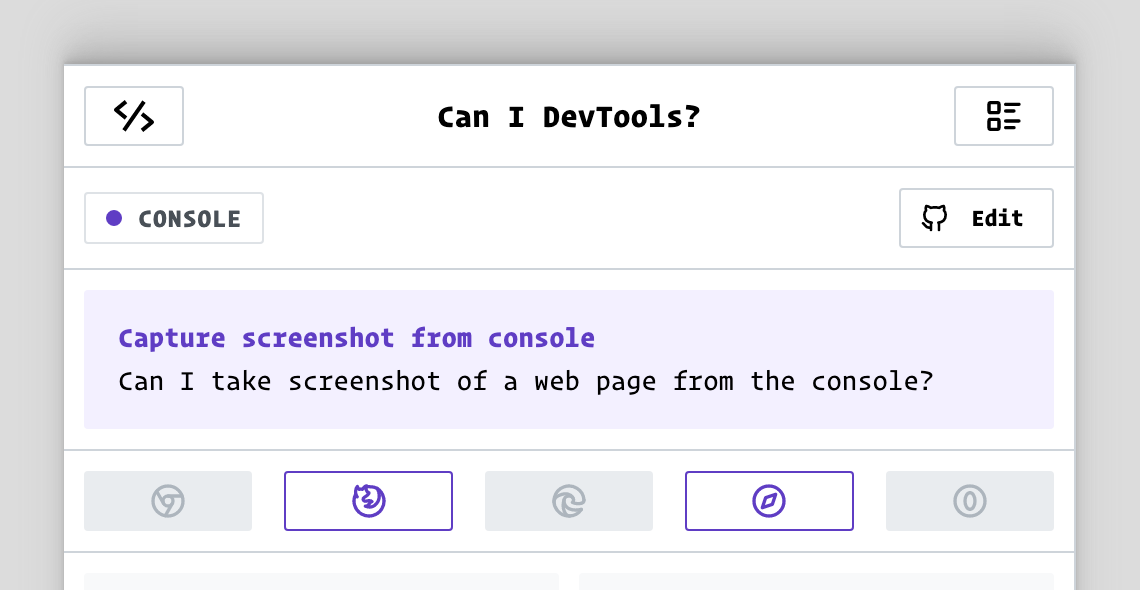 Can I DevTools?
CONSOLE
Edit
Capture screenshot from console
Can I take screenshot of a web page from the console?